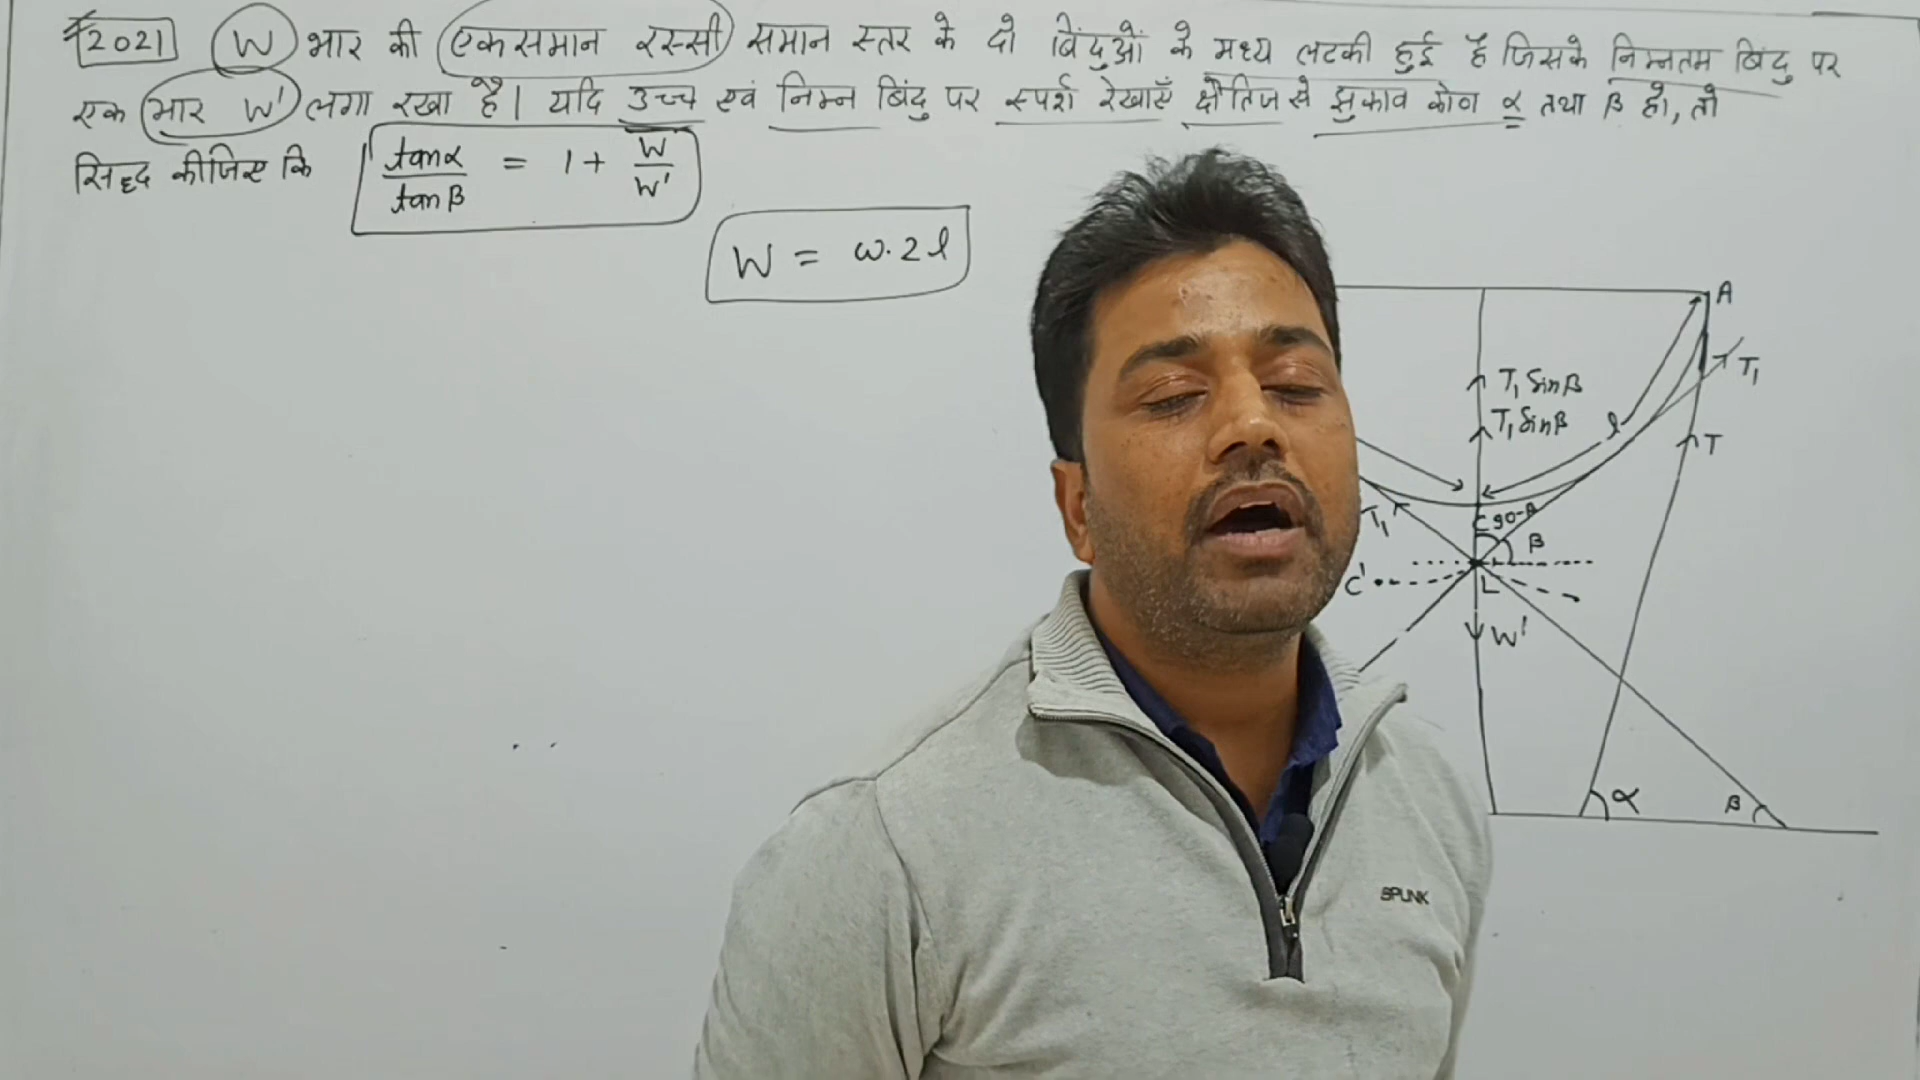 *2021 W भार की एकसमान रस्सी समान स्तर के दो बिंदुओं के मध्य लटकी हुई है जिसके निम्नतम बिंदु पर
एक भार W' लगा रखा है। यदि उच्च एवं निम्न बिंदु पर स्पर्श रेखाएँ क्षैतिज से झुकाव कोण α तथा β हो, तो
सिद्ध कीजिए कि tanα/tanβ = 1 + W/W'
W = ω.2l
A
T₁
T₁ sinβ
T₁ sinβ
l
T
T₁
C 90-β
β
C'
L
W'
α
β
SPUNK